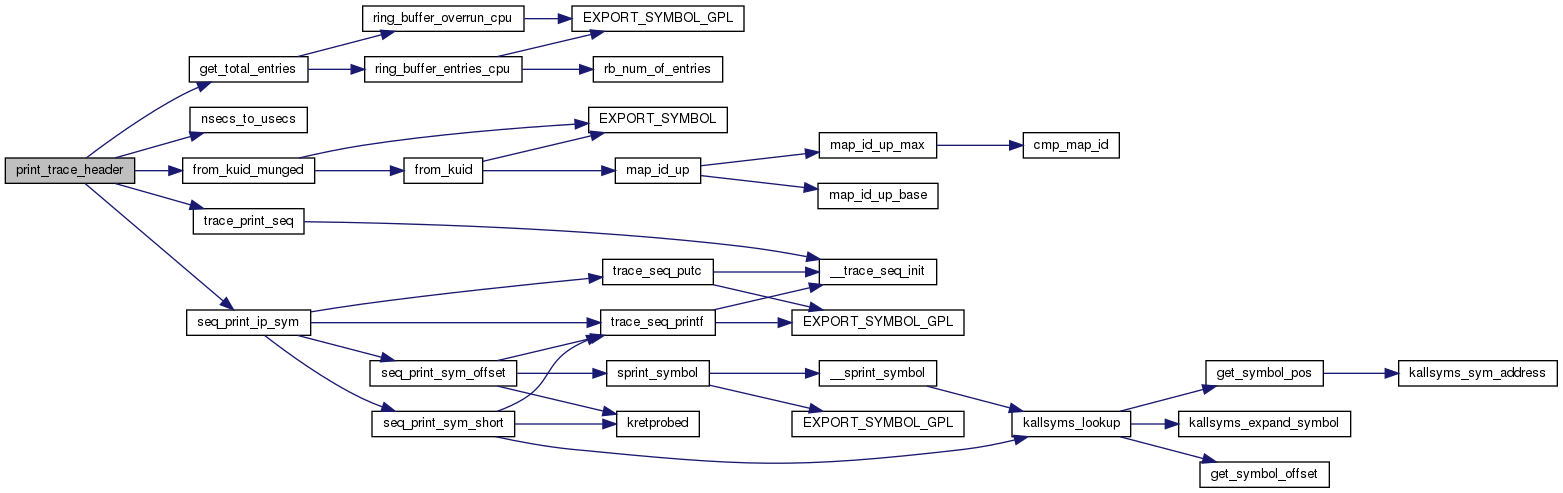 print_trace_header
get_total_entries
ring_buffer_overrun_cpu
EXPORT_SYMBOL_GPL
ring_buffer_entries_cpu
rb_num_of_entries
nsecs_to_usecs
from_kuid_munged
EXPORT_SYMBOL
from_kuid
map_id_up
map_id_up_max
cmp_map_id
map_id_up_base
trace_print_seq
__trace_seq_init
seq_print_ip_sym
trace_seq_putc
trace_seq_printf
EXPORT_SYMBOL_GPL
seq_print_sym_offset
sprint_symbol
__sprint_symbol
EXPORT_SYMBOL_GPL
kretprobed
seq_print_sym_short
kallsyms_lookup
get_symbol_pos
kallsyms_sym_address
kallsyms_expand_symbol
get_symbol_offset